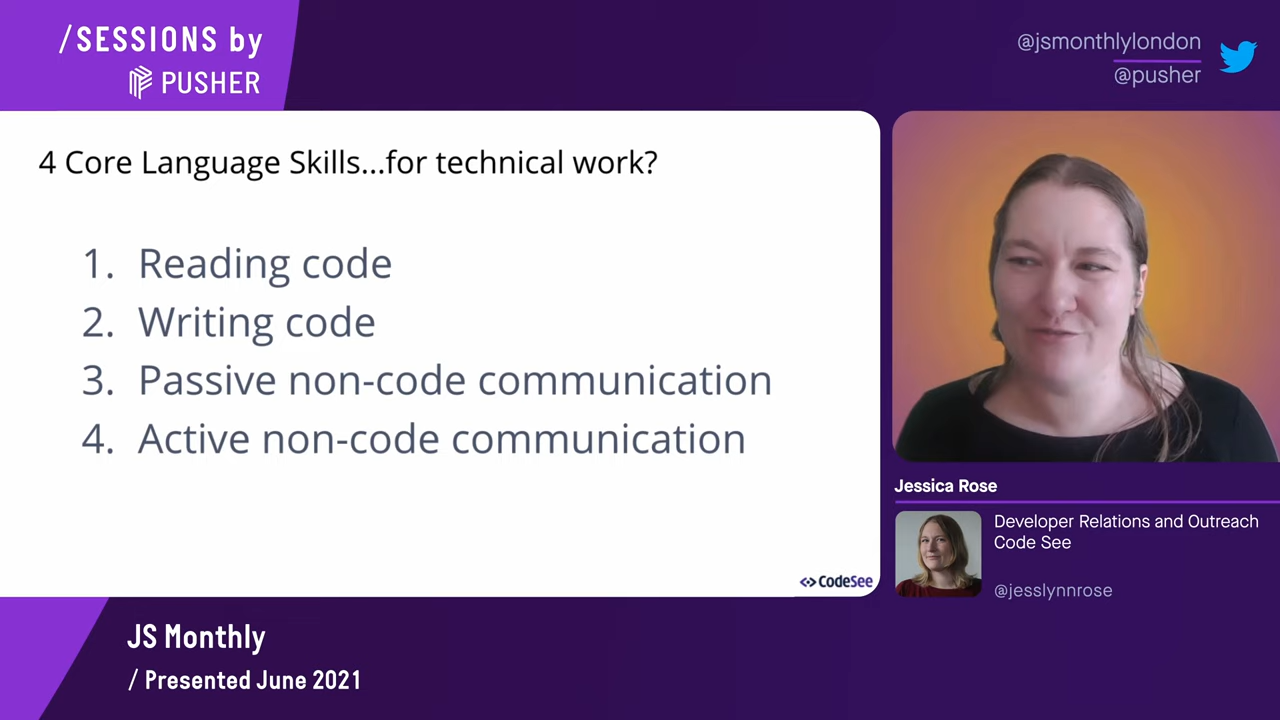 /SESSIONS by
PUSHER
@jsmonthlylondon
@pusher
4 Core Language Skills...for technical work?
1. Reading code
2. Writing code
3. Passive non-code communication
4. Active non-code communication
CodeSee
Jessica Rose
Developer Relations and Outreach
Code See
@jesslynnrose
JS Monthly
/ Presented June 2021